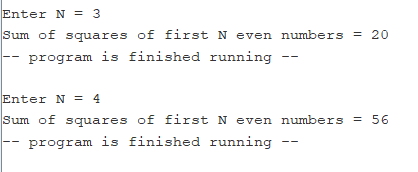 Enter N = 3
Sum of squares of first N even numbers = 20
-- program is finished running --
Enter N = 4
Sum of squares of first N even numbers = 56
-- program is finished running --